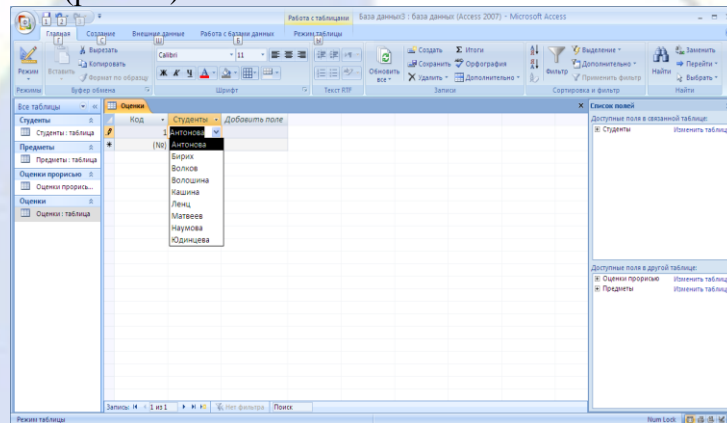 Работа с таблицами База данных3 : база данных (Access 2007) - Microsoft Access
Главная Создание Внешние данные Работа с базами данных Режим таблицы
Режим
Вставить
Вырезать
Копировать
Формат по образцу
Calibri 11
Ж К Ч А
Обновить все
Создать
Сохранить
Удалить
Итоги
Орфография
Дополнительно
Фильтр
Выделение
Дополнительно
Применить фильтр
Найти
Заменить
Перейти
Выбрать
Режимы Буфер обмена Шрифт Текст RTF Записи Сортировка и фильтр Найти
Все таблицы
Студенты
Студенты : таблица
Предметы
Предметы : таблица
Оценки прорисью
Оценки прорись...
Оценки
Оценки : таблица
Оценки
Код Студенты Добавить поле
1 Антонова
(№) Антонова
Бирих
Волков
Волошина
Кашина
Ленц
Матвеев
Наумова
Юдинцева
Список полей
Доступные поля в связанной таблице:
Студенты Изменить таблиц
Доступные поля в другой таблице:
Оценки прорисью Изменить таблиц
Предметы Изменить таблиц
Запись: 1 из 1 Нет фильтра Поиск
Режим таблицы Num Lock